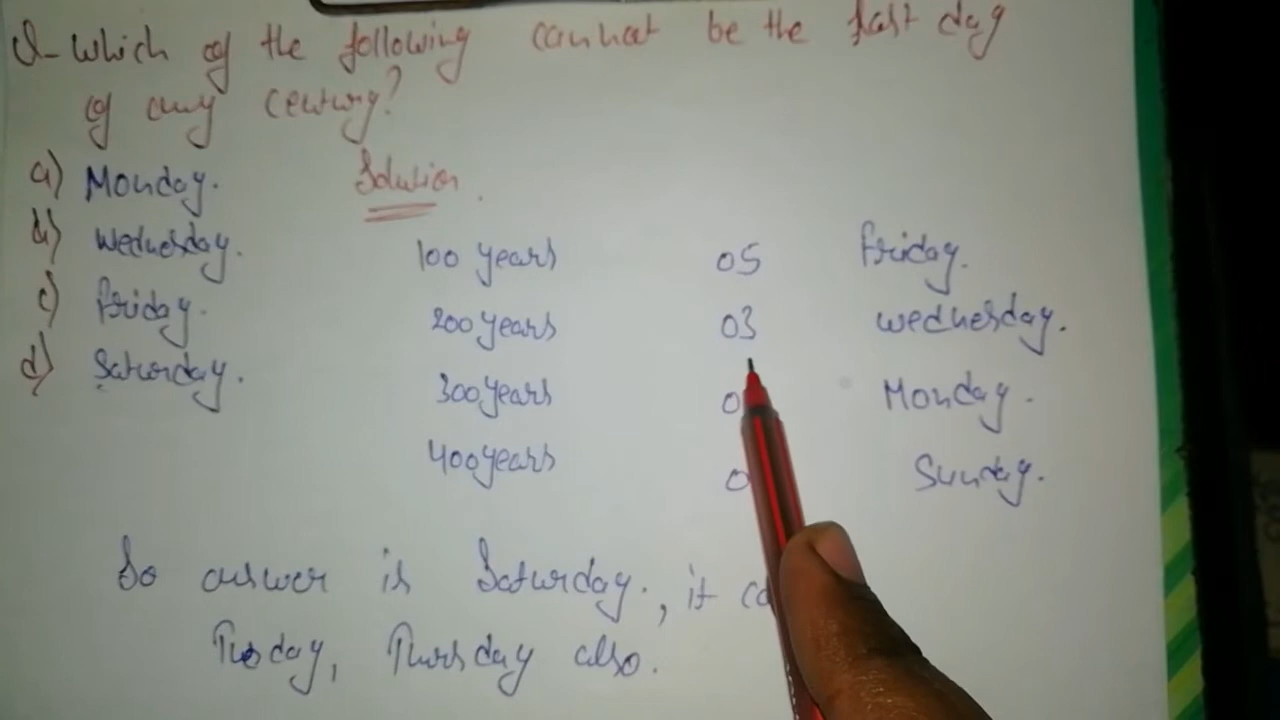 Q- Which of the following cannot be the last day
of any century?
a) Monday.
b) Wednesday.
c) Friday.
d) Saturday.
Solution.
100 years 05 Friday.
200 years 03 Wednesday.
300 years 0 Monday.
400 years 0 Sunday.
So answer is Saturday., it
Tuesday, Thursday also.